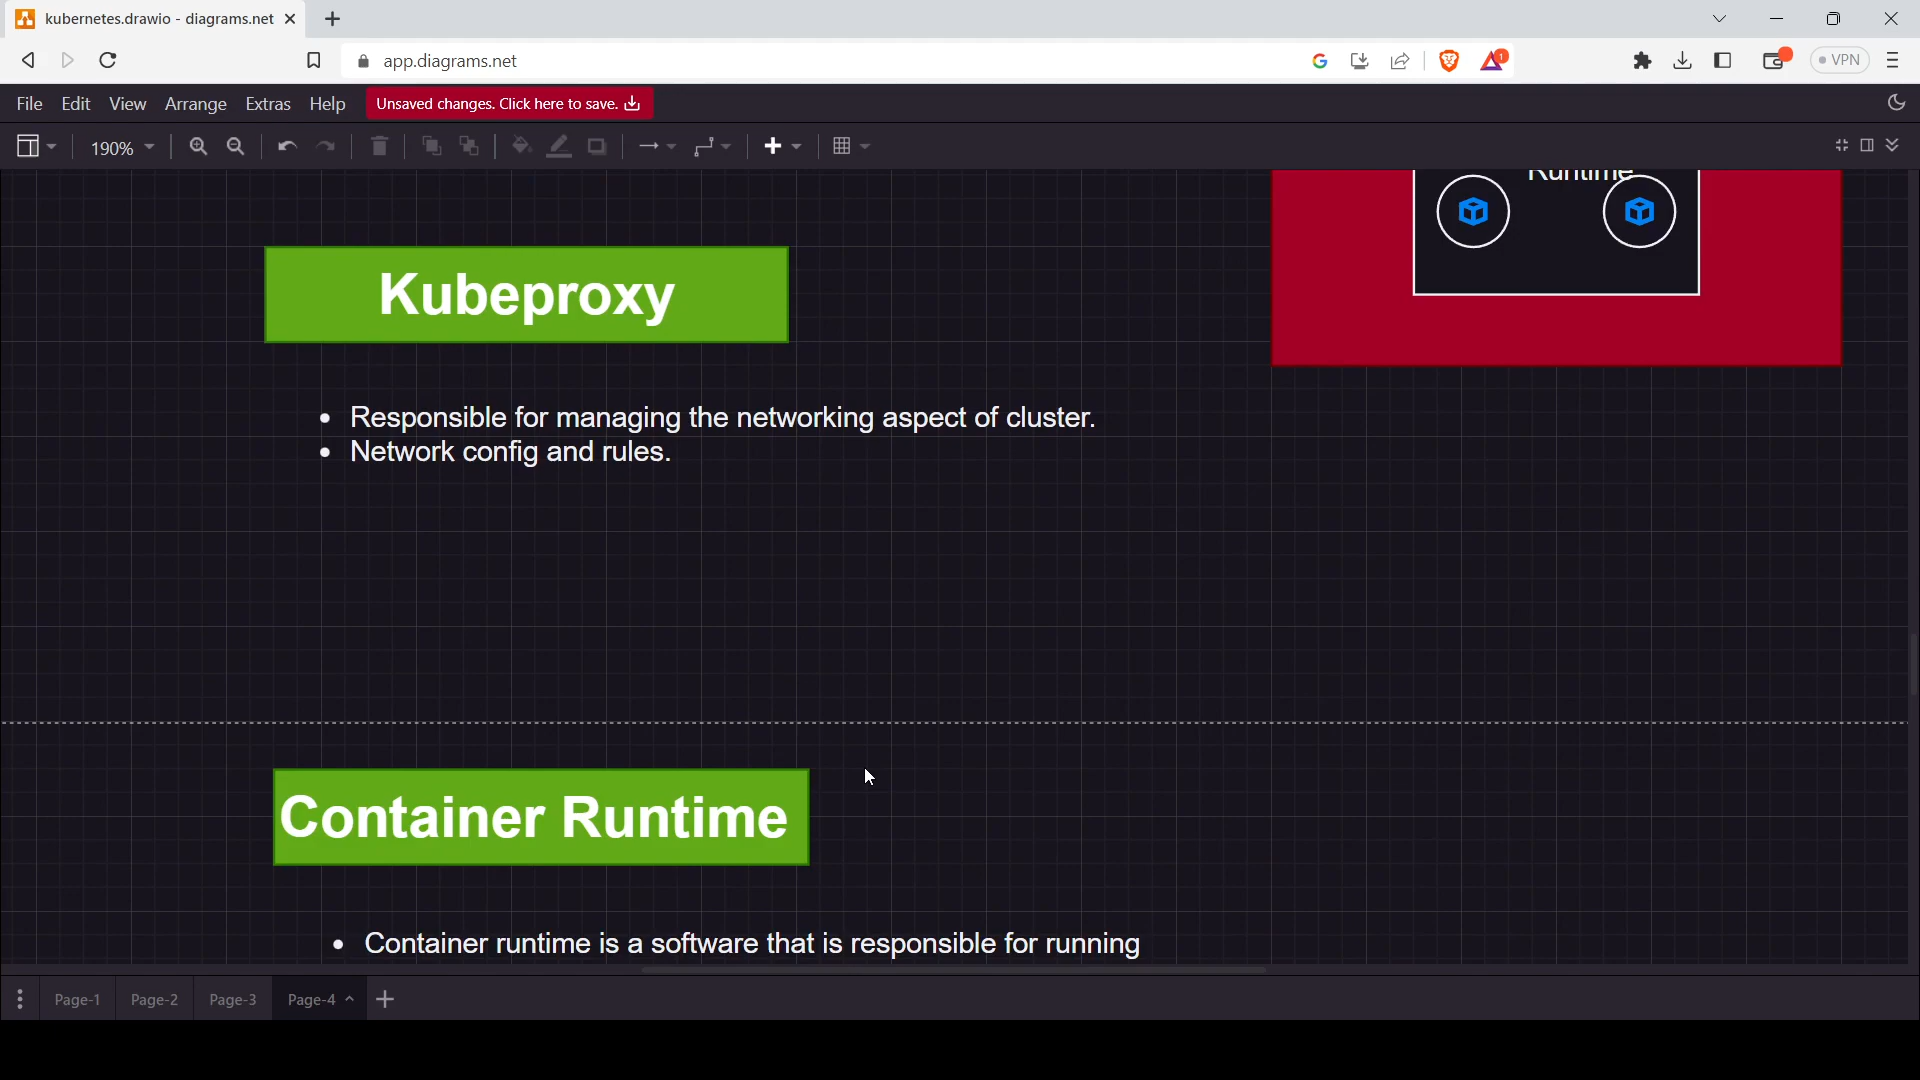 kubernetes.drawio - diagrams.net
app.diagrams.net
1
VPN
File Edit View Arrange Extras Help Unsaved changes. Click here to save.
190%
Runtime
Kubeproxy
• Responsible for managing the networking aspect of cluster.
• Network config and rules.
Container Runtime
• Container runtime is a software that is responsible for running
Page-1 Page-2 Page-3 Page-4